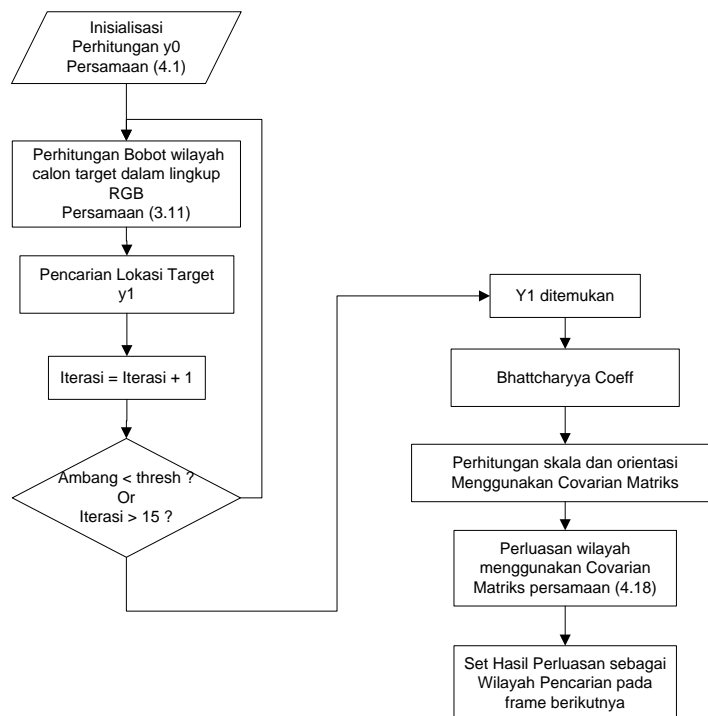 Inisialisasi
Perhitungan y0
Persamaan (4.1)
Perhitungan Bobot wilayah
calon target dalam lingkup
RGB
Persamaan (3.11)
Pencarian Lokasi Target
y1
Iterasi = Iterasi + 1
Ambang < thresh ?
Or
Iterasi > 15 ?
Y1 ditemukan
Bhattcharyya Coeff
Perhitungan skala dan orientasi
Menggunakan Covarian Matriks
Perluasan wilayah
menggunakan Covarian
Matriks persamaan (4.18)
Set Hasil Perluasan sebagai
Wilayah Pencarian pada
frame berikutnya